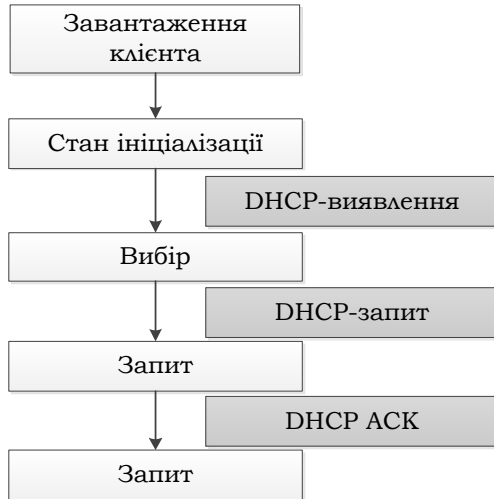 Завантаження
клієнта
Стан ініціалізації
DHCP-виявлення
Вибір
DHCP-запит
Запит
DHCP ACK
Запит